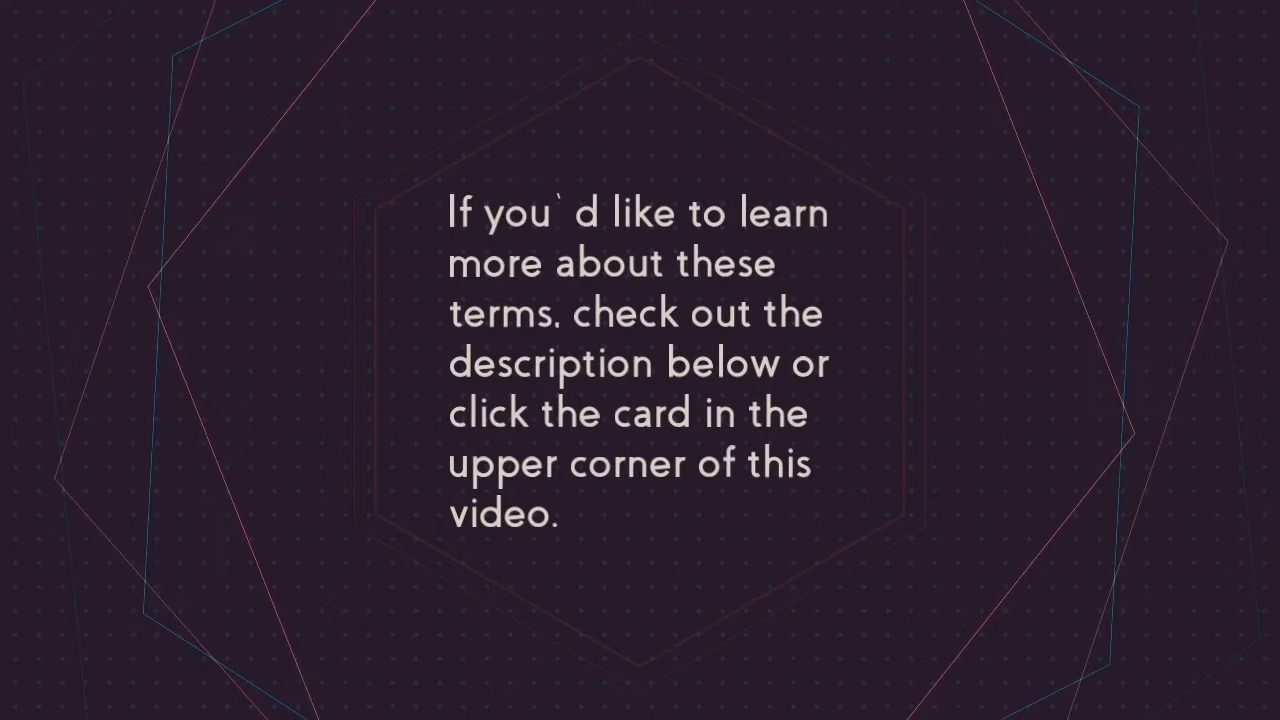 If you` d like to learn
more about these
terms, check out the
description below or
click the card in the
upper corner of this
video.